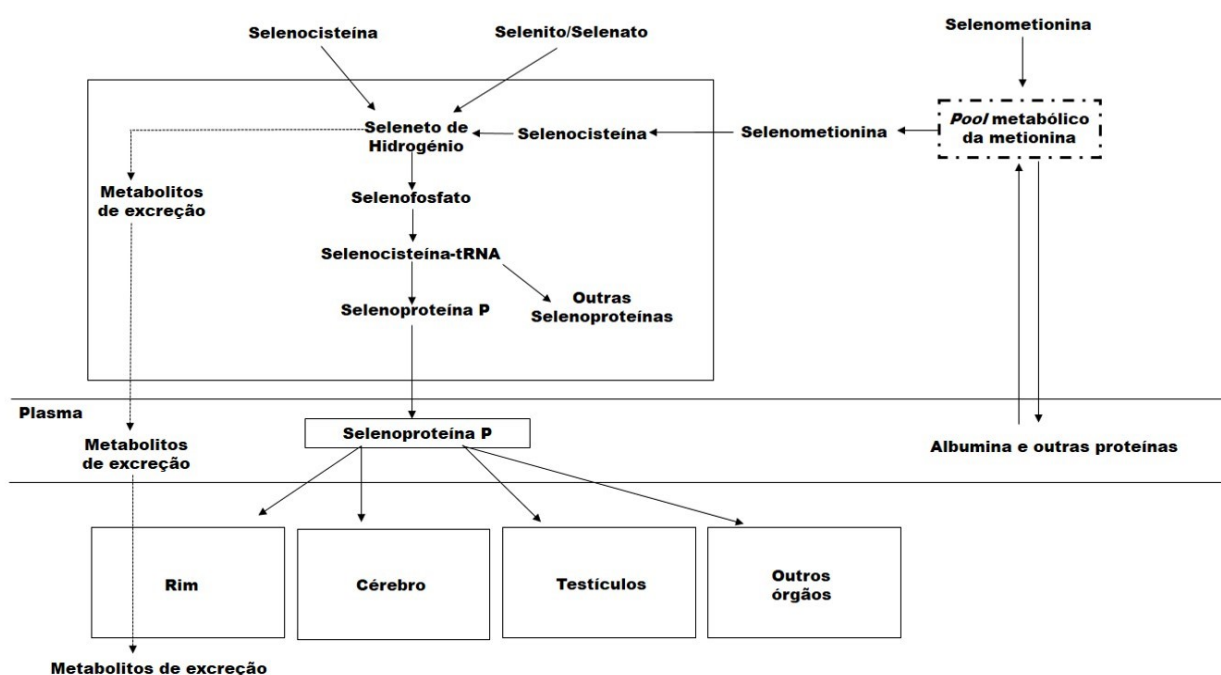 Selenocisteína
Selenito/Selenato
Selenometionina
Seleneto de
Hidrogénio
Selenocisteína
Selenometionina
Pool metabólico
da metionina
Metabolitos
de excreção
Selenofosfato
Selenocisteína-tRNA
Selenoproteína P
Outras
Selenoproteínas
Plasma
Metabolitos
de excreção
Selenoproteína P
Albumina e outras proteínas
Rim
Cérebro
Testículos
Outros
órgãos
Metabolitos de excreção